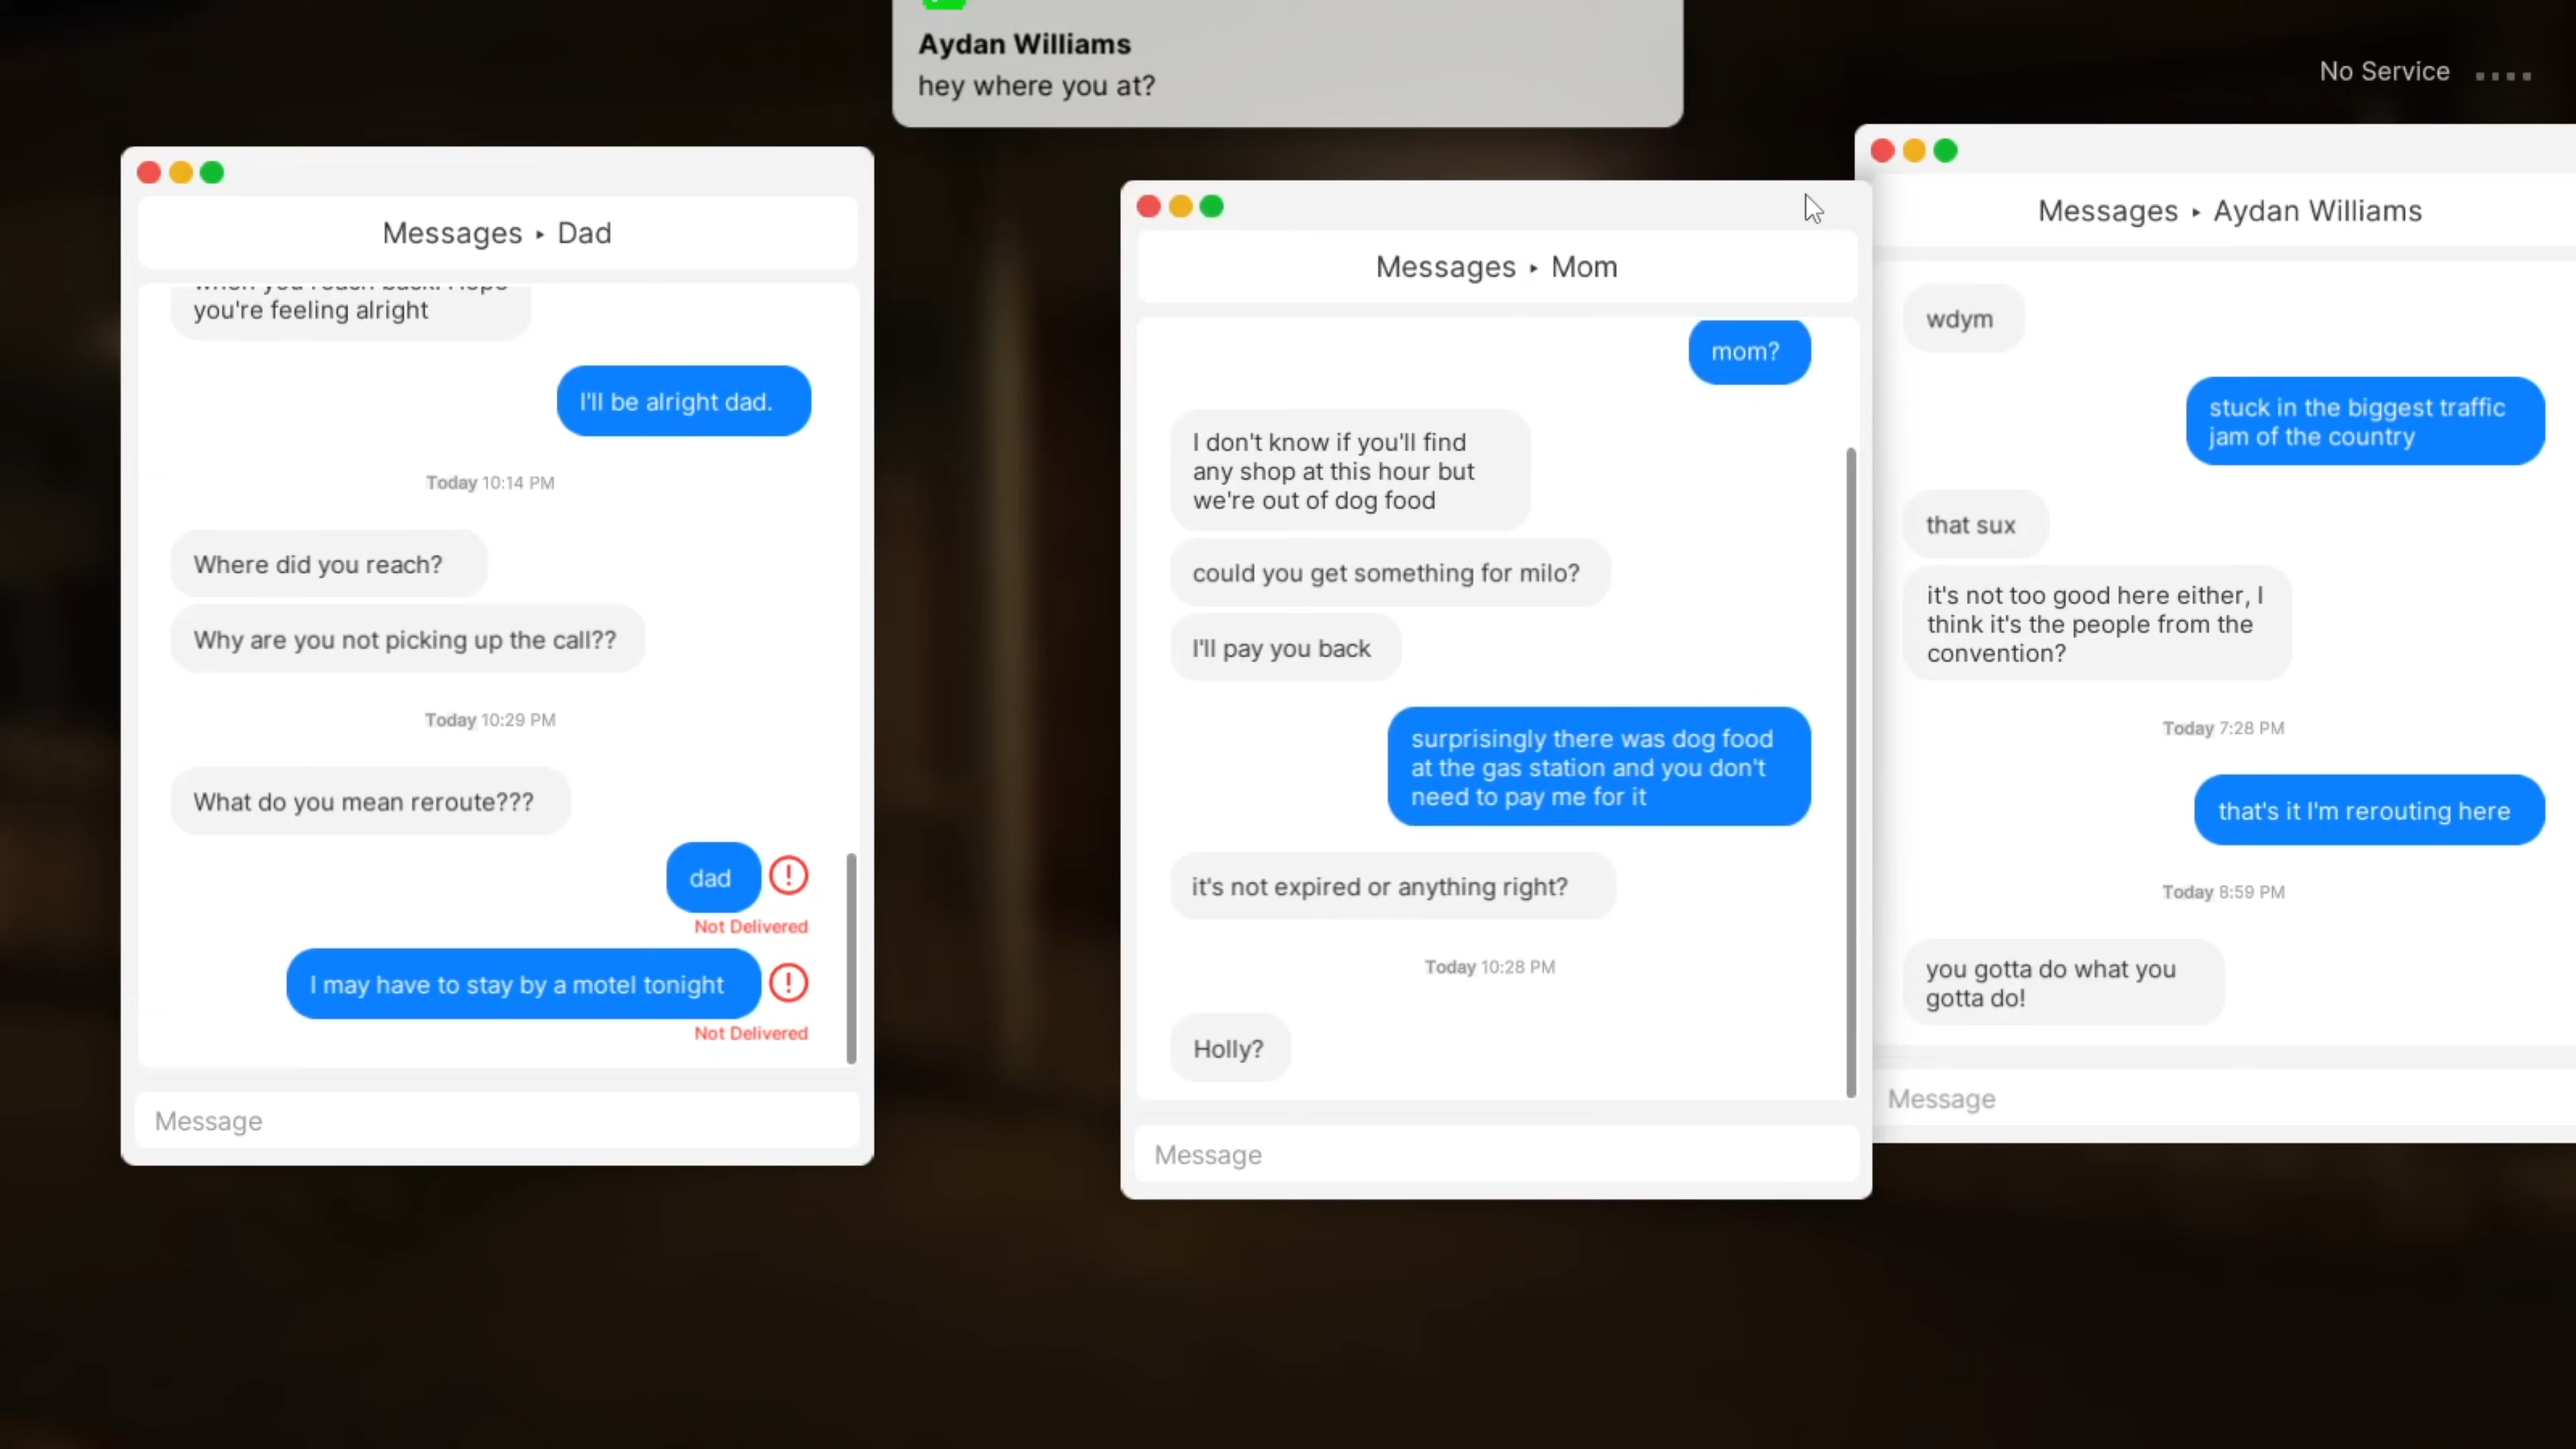 Aydan Williams
hey where you at?
No Service
Messages ‣ Dad
you're feeling alright
I'll be alright dad.
Today 10:14 PM
Where did you reach?
Why are you not picking up the call??
Today 10:29 PM
What do you mean reroute???
dad
Not Delivered
I may have to stay by a motel tonight
Not Delivered
Message
Messages ‣ Mom
mom?
I don't know if you'll find
any shop at this hour but
we're out of dog food
could you get something for milo?
I'll pay you back
surprisingly there was dog food
at the gas station and you don't
need to pay me for it
it's not expired or anything right?
Today 10:28 PM
Holly?
Message
Messages ‣ Aydan Williams
wdym
stuck in the biggest traffic
jam of the country
that sux
it's not too good here either, I
think it's the people from the
convention?
Today 7:28 PM
that's it I'm rerouting here
Today 8:59 PM
you gotta do what you
gotta do!
Message